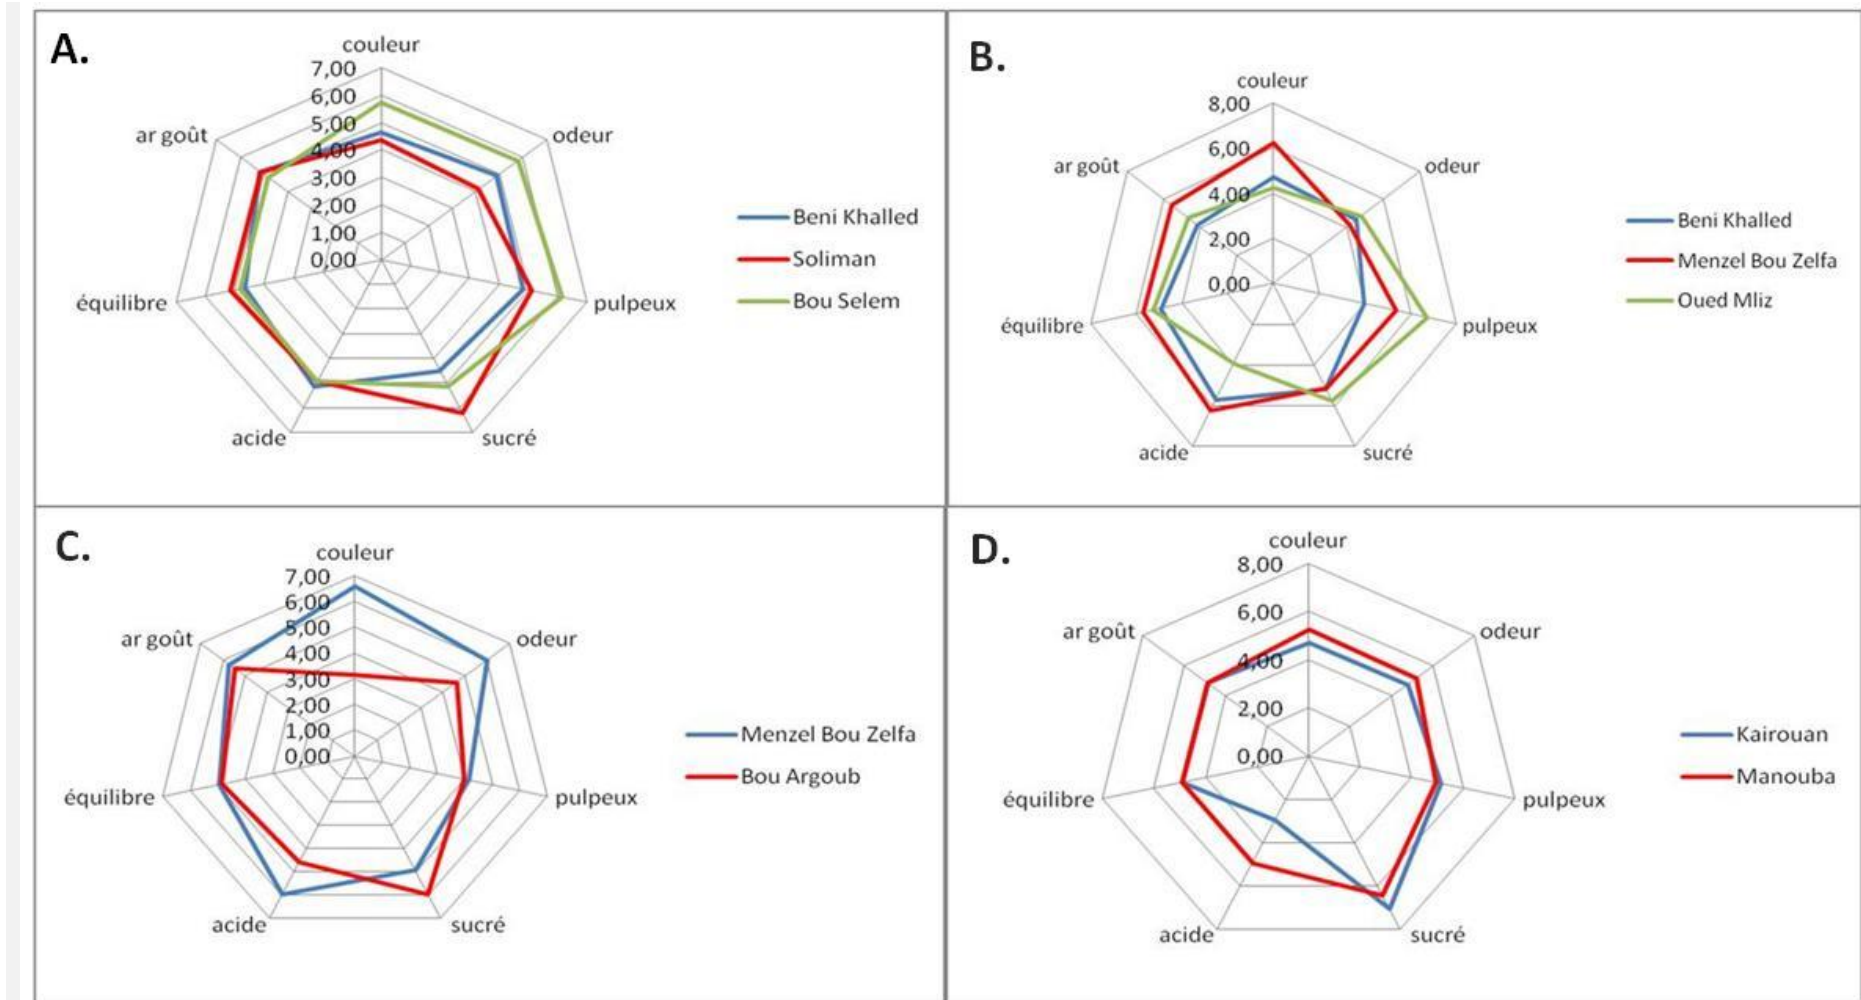 A.
couleur
7,00
6,00
5,00
4,00
3,00
2,00
1,00
0,00
odeur
pulpeux
sucré
acide
équilibre
ar goût
Beni Khalled
Soliman
Bou Selem
B.
couleur
8,00
6,00
4,00
2,00
0,00
odeur
pulpeux
sucré
acide
équilibre
ar goût
Beni Khalled
Menzel Bou Zelfa
Oued Mliz
C.
couleur
7,00
6,00
5,00
4,00
3,00
2,00
1,00
0,00
odeur
pulpeux
sucré
acide
équilibre
ar goût
Menzel Bou Zelfa
Bou Argoub
D.
couleur
8,00
6,00
4,00
2,00
0,00
odeur
pulpeux
sucré
acide
équilibre
ar goût
Kairouan
Manouba